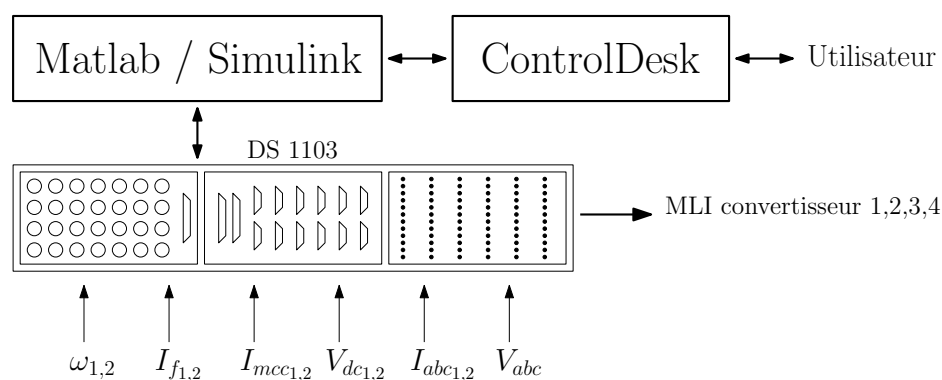 Matlab / Simulink
ControlDesk
Utilisateur
DS 1103
MLI convertisseur 1,2,3,4
ω1,2
If1,2
Imcc1,2
Vdc1,2
Iabc1,2
Vabc